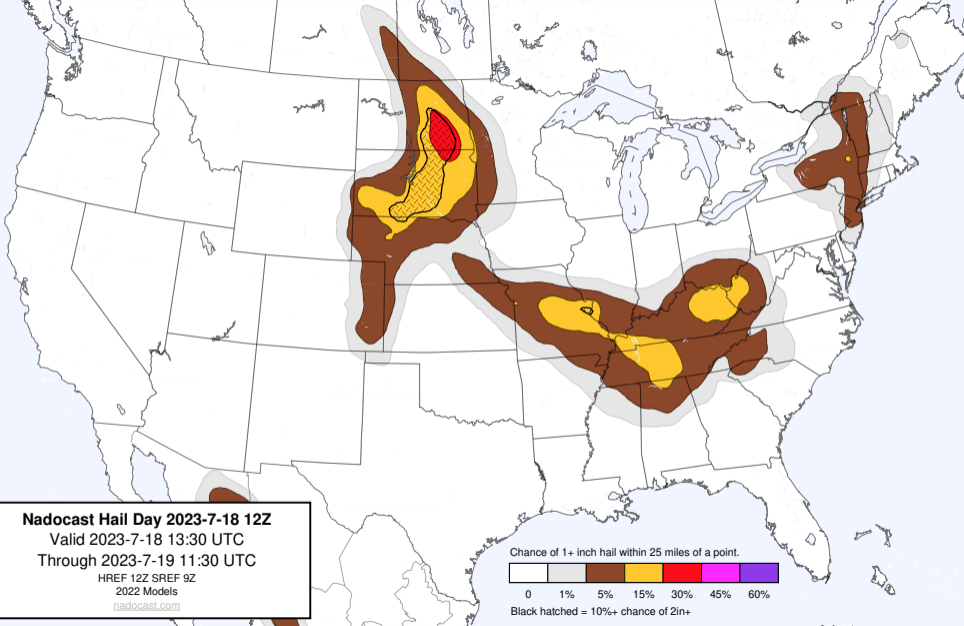 Nadocast Hail Day 2023-7-18 12Z
Valid 2023-7-18 13:30 UTC
Through 2023-7-19 11:30 UTC
HREF 12Z SREF 9Z
2022 Models
nadocast.com
Chance of 1+ inch hail within 25 miles of a point.
0 1% 5% 15% 30% 45% 60%
Black hatched = 10%+ chance of 2in+